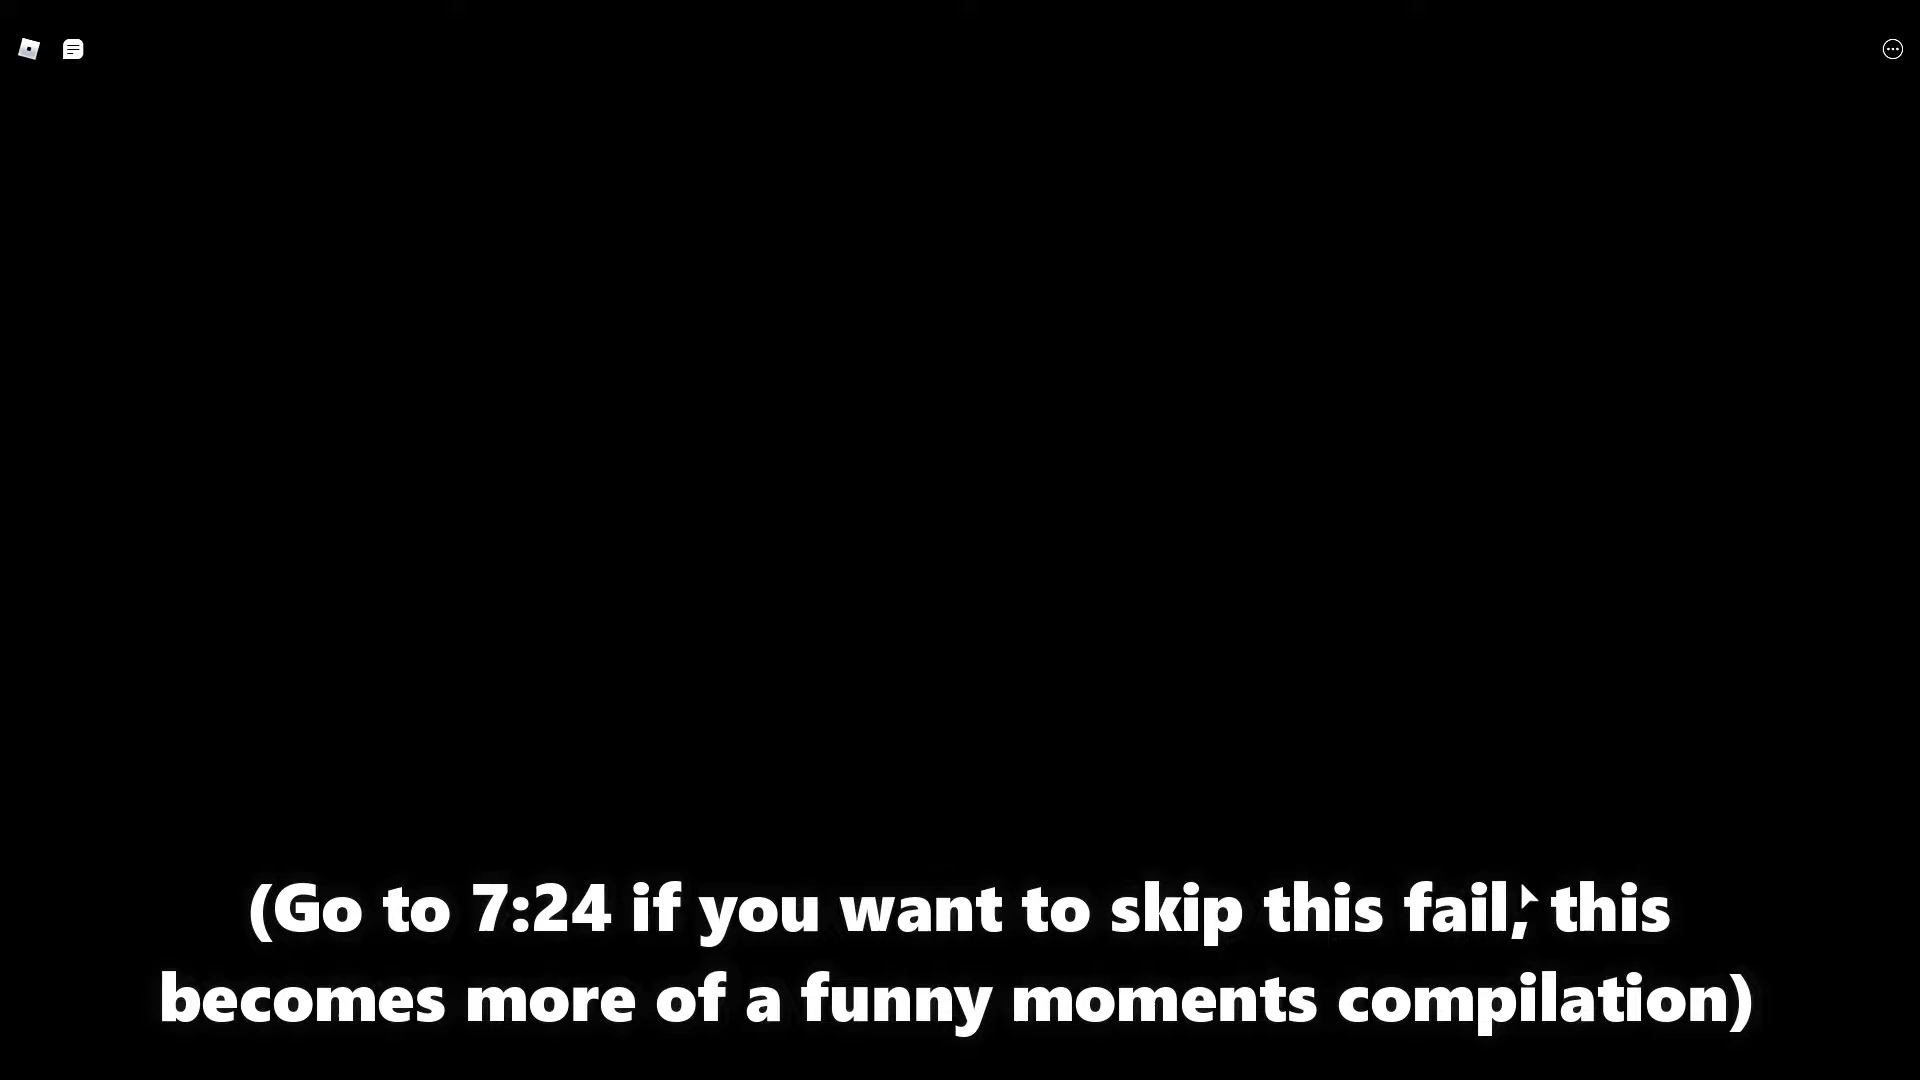 (Go to 7:24 if you want to skip this fail, this
becomes more of a funny moments compilation)